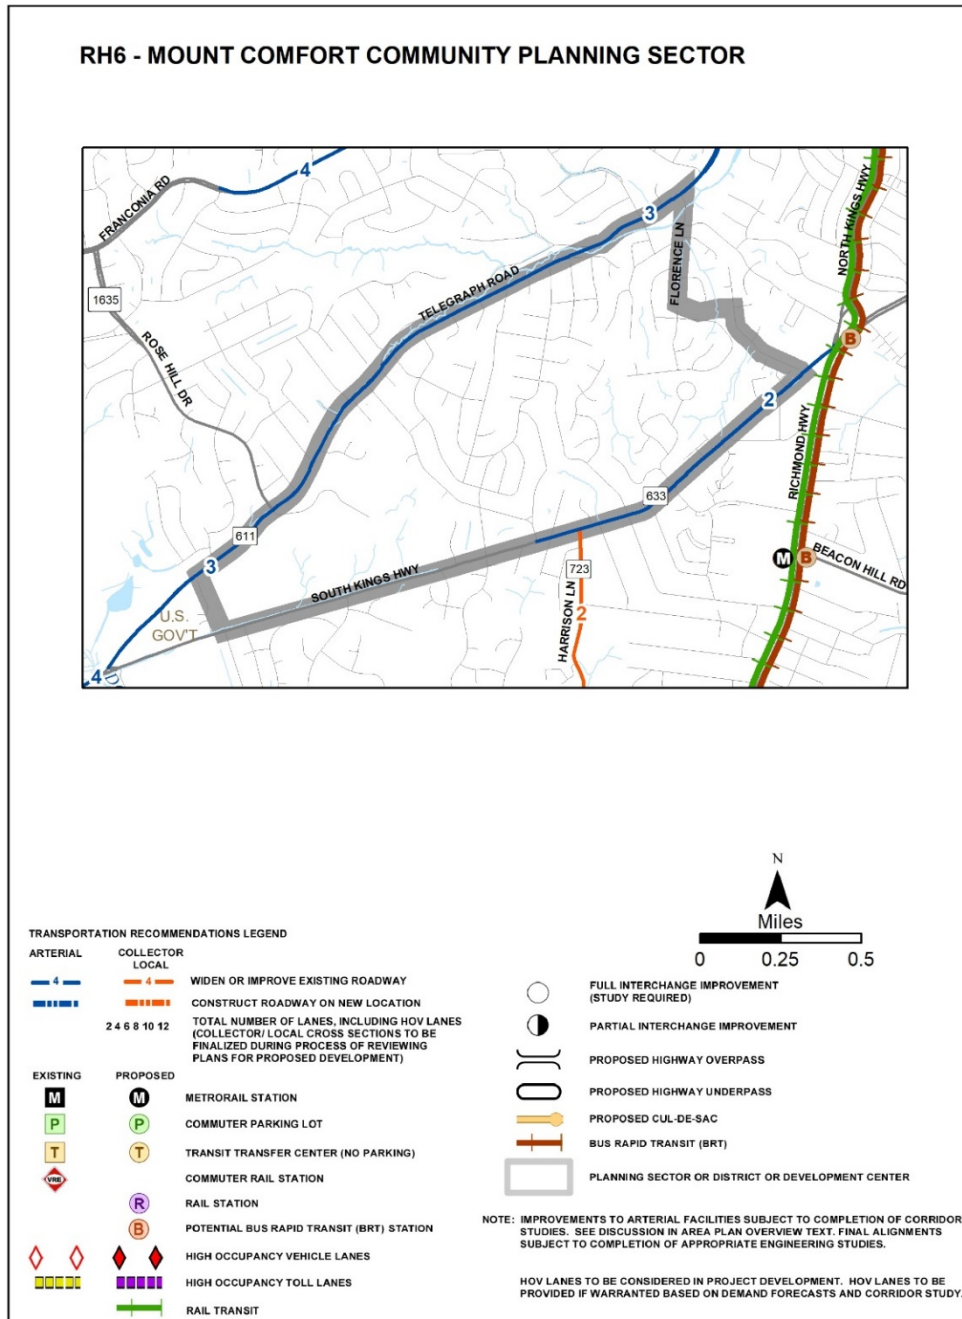 RH6 - MOUNT COMFORT COMMUNITY PLANNING SECTOR
4
FRANCONIA RD
3
NORTH KINGS HWY
FLORENCE LN
TELEGRAPH ROAD
1635
ROSE HILL DR
B
2
RICHMOND HWY
633
611
M
B
BEACON HILL RD
3
SOUTH KINGS HWY
723
HARRISON LN
2
U.S.
GOV'T
4
N
Miles
0 0.25 0.5
TRANSPORTATION RECOMMENDATIONS LEGEND
ARTERIAL
COLLECTOR
LOCAL
4 4 WIDEN OR IMPROVE EXISTING ROADWAY
CONSTRUCT ROADWAY ON NEW LOCATION
2 4 6 8 10 12 TOTAL NUMBER OF LANES, INCLUDING HOV LANES
(COLLECTOR/ LOCAL CROSS SECTIONS TO BE
FINALIZED DURING PROCESS OF REVIEWING
PLANS FOR PROPOSED DEVELOPMENT)
EXISTING PROPOSED
M M METRORAIL STATION
P P COMMUTER PARKING LOT
T T TRANSIT TRANSFER CENTER (NO PARKING)
VRE COMMUTER RAIL STATION
R RAIL STATION
B POTENTIAL BUS RAPID TRANSIT (BRT) STATION
HIGH OCCUPANCY VEHICLE LANES
HIGH OCCUPANCY TOLL LANES
RAIL TRANSIT
FULL INTERCHANGE IMPROVEMENT
(STUDY REQUIRED)
PARTIAL INTERCHANGE IMPROVEMENT
PROPOSED HIGHWAY OVERPASS
PROPOSED HIGHWAY UNDERPASS
PROPOSED CUL-DE-SAC
BUS RAPID TRANSIT (BRT)
PLANNING SECTOR OR DISTRICT OR DEVELOPMENT CENTER
NOTE: IMPROVEMENTS TO ARTERIAL FACILITIES SUBJECT TO COMPLETION OF CORRIDOR
STUDIES. SEE DISCUSSION IN AREA PLAN OVERVIEW TEXT. FINAL ALIGNMENTS
SUBJECT TO COMPLETION OF APPROPRIATE ENGINEERING STUDIES.
HOV LANES TO BE CONSIDERED IN PROJECT DEVELOPMENT. HOV LANES TO BE
PROVIDED IF WARRANTED BASED ON DEMAND FORECASTS AND CORRIDOR STUDY.